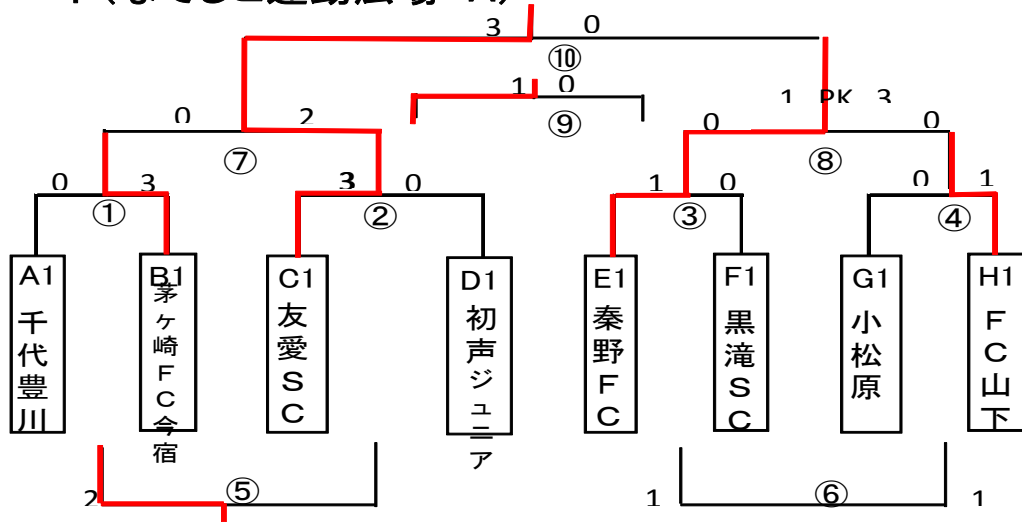 3 0
⑩
1 0
⑨
1 PK 3
0 2
⑦
0 0
⑧
0 3
①
3 0
②
1 0
③
0 1
④
A1 千代豊川
B1 茅ヶ崎FC今宿
C1 友愛SC
D1 初声ジュニア
E1 秦野FC
F1 黒滝SC
G1 小松原
H1 FC山下
2 ⑤
1 ⑥ 1